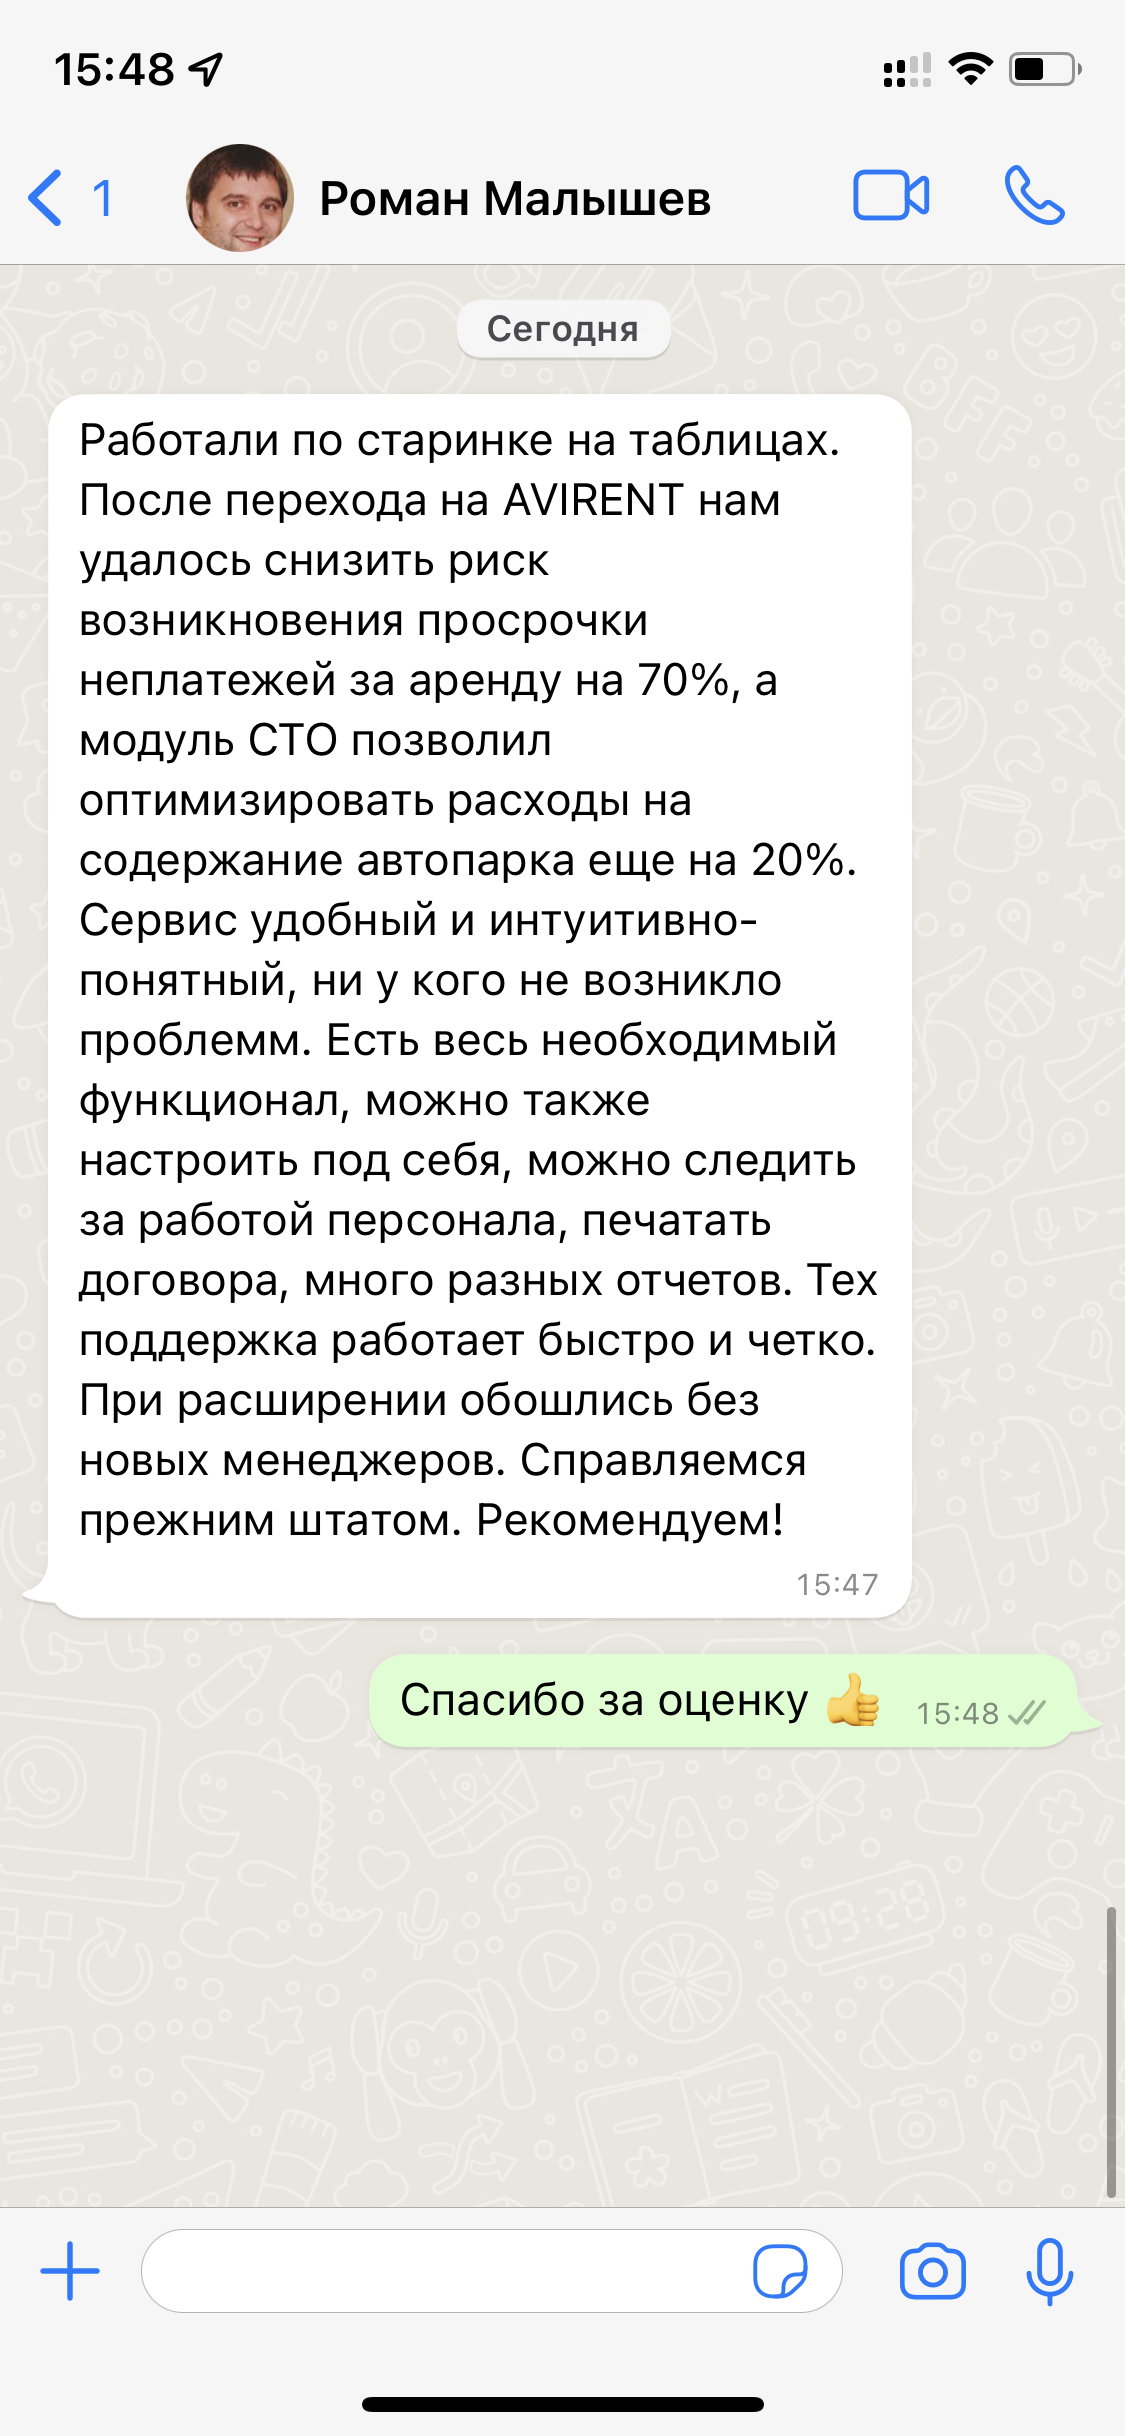 15:48
1
Роман Малышев
Сегодня
Работали по старинке на таблицах.
После перехода на AVIRENT нам
удалось снизить риск
возникновения просрочки
неплатежей за аренду на 70%, а
модуль СТО позволил
оптимизировать расходы на
содержание автопарка еще на 20%.
Сервис удобный и интуитивно-
понятный, ни у кого не возникло
проблемм. Есть весь необходимый
функционал, можно также
настроить под себя, можно следить
за работой персонала, печатать
договора, много разных отчетов. Тех
поддержка работает быстро и четко.
При расширении обошлись без
новых менеджеров. Справляемся
прежним штатом. Рекомендуем!
15:47
Спасибо за оценку 👍 15:48